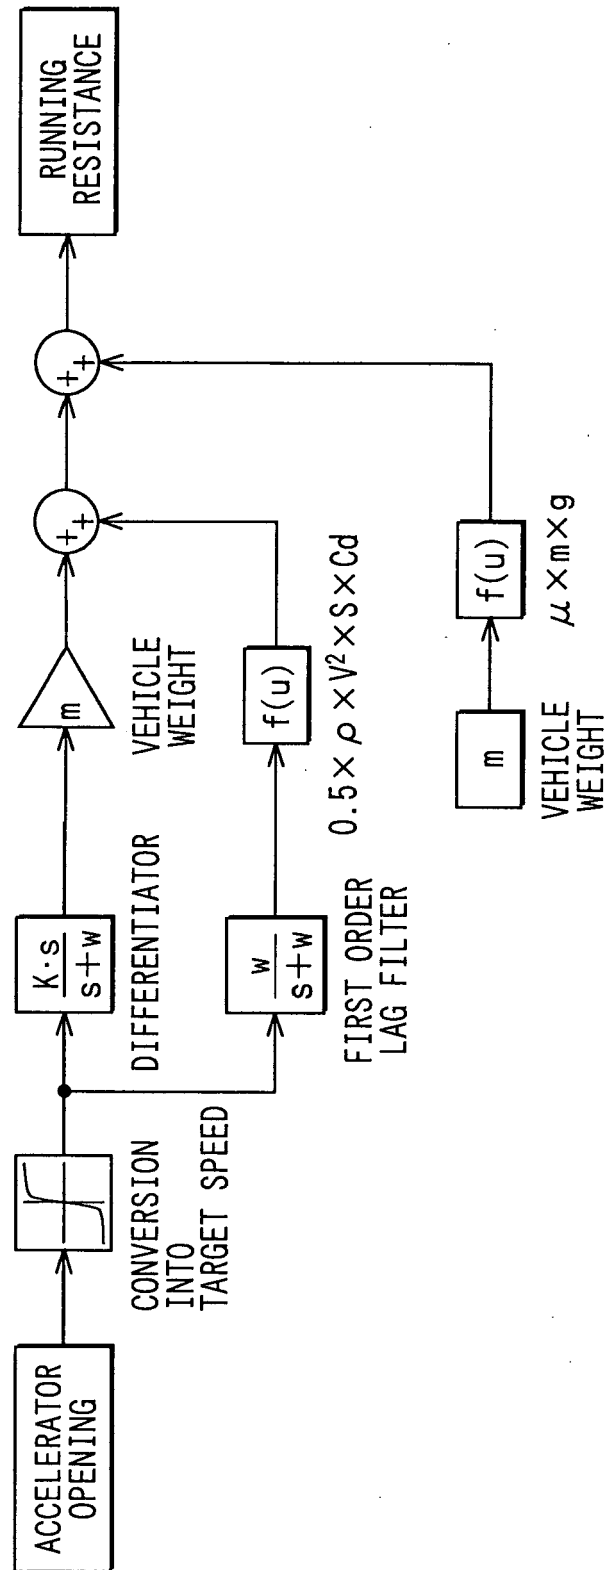 ACCELERATOR
OPENING
CONVERSION
INTO
TARGET SPEED
K·s
s+w
DIFFERENTIATOR
m
VEHICLE
WEIGHT
++
++
RUNNING
RESISTANCE
w
s+w
FIRST ORDER
LAG FILTER
f(u)
0.5×ρ×V²×S×Cd
m
VEHICLE
WEIGHT
f(u)
μ×m×g